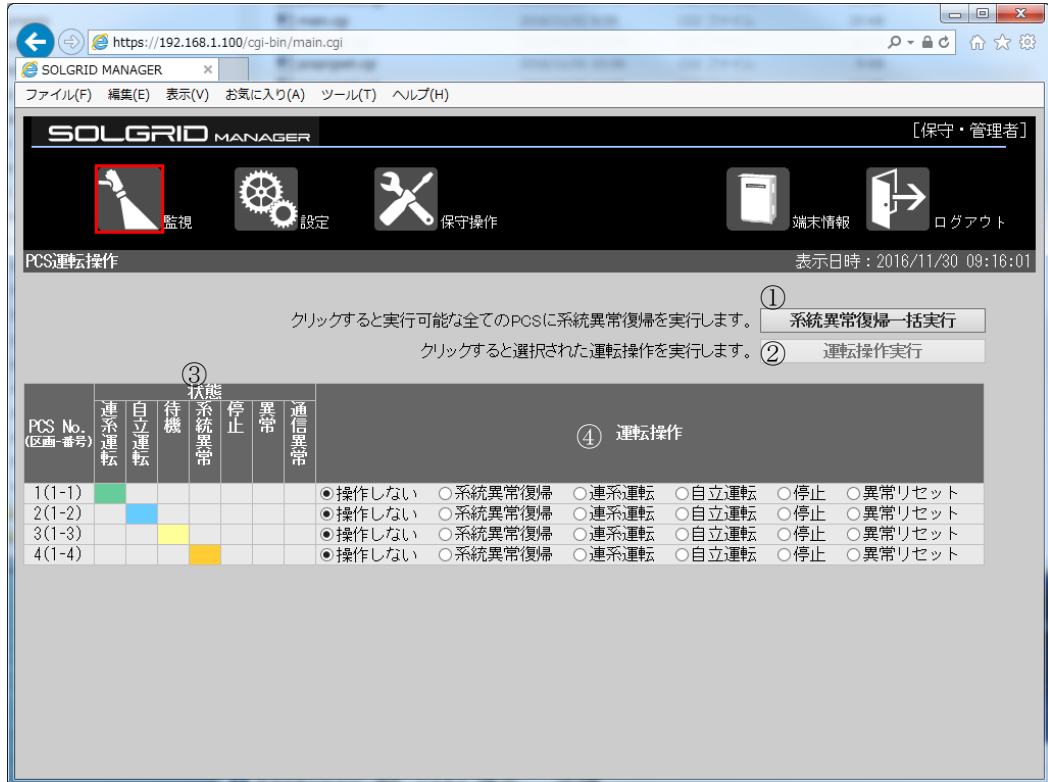 https://192.168.1.100/cgi-bin/main.cgi
SOLGRID MANAGER
ファイル(F) 編集(E) 表示(V) お気に入り(A) ツール(T) ヘルプ(H)
SOLGRID MANAGER [保守・管理者]
監視 設定 保守操作 端末情報 ログアウト
PCS運転操作 表示日時:2016/11/30 09:16:01
①
クリックすると実行可能な全てのPCSに系統異常復帰を実行します。 系統異常復帰一括実行
クリックすると選択された運転操作を実行します。 ② 運転操作実行
③
状態
PCS No.
(区画-番号)
連系運転
自立運転
待機
系統異常
停止
異常
通信異常
④ 運転操作
1(1-1) 操作しない 系統異常復帰 連系運転 自立運転 停止 異常リセット
2(1-2) 操作しない 系統異常復帰 連系運転 自立運転 停止 異常リセット
3(1-3) 操作しない 系統異常復帰 連系運転 自立運転 停止 異常リセット
4(1-4) 操作しない 系統異常復帰 連系運転 自立運転 停止 異常リセット